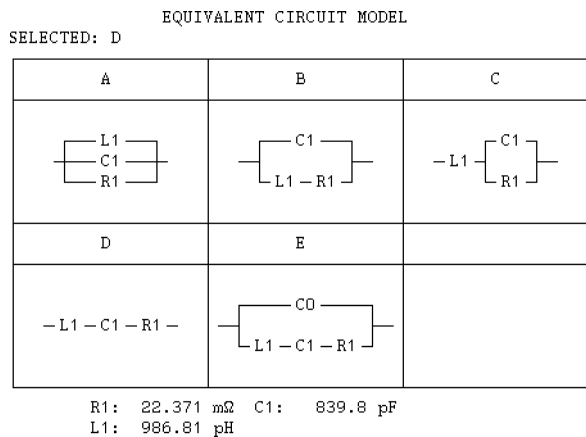 EQUIVALENT CIRCUIT MODEL
SELECTED: D
A B C
L1 C1 C1
C1 L1
R1 L1 R1 R1
D E
C0
L1 C1 R1
L1 C1 R1
R1: 22.371 mΩ C1: 839.8 pF
L1: 986.81 pH